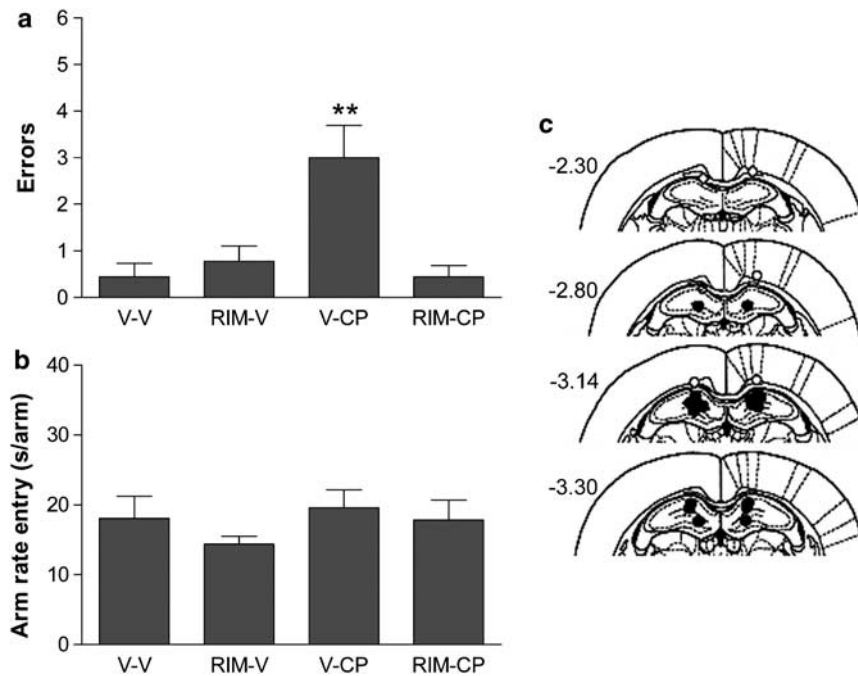 a
6
5
4
3
2
1
0
Errors
**
V-V RIM-V V-CP RIM-CP
b
40
30
20
10
0
Arm rate entry (s/arm)
V-V RIM-V V-CP RIM-CP
c
-2.30
-2.80
-3.14
-3.30